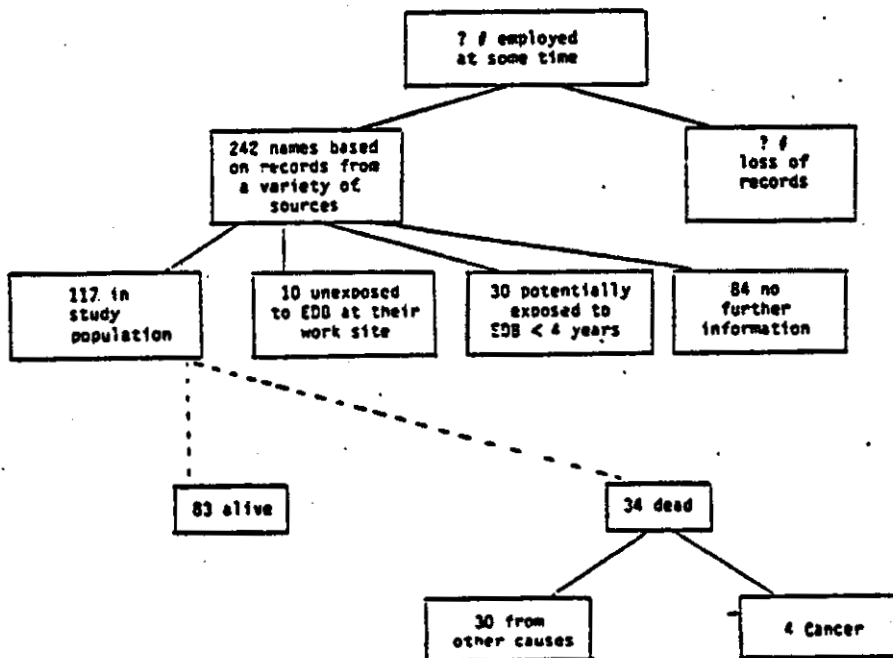 ? # employed
at some time
242 names based
on records from
a variety of
sources
? #
loss of
records
117 in
study
population
10 unexposed
to EDB at their
work site
30 potentially
exposed to
EDB < 4 years
84 no
further
information
83 alive
34 dead
30 from
other causes
4 Cancer